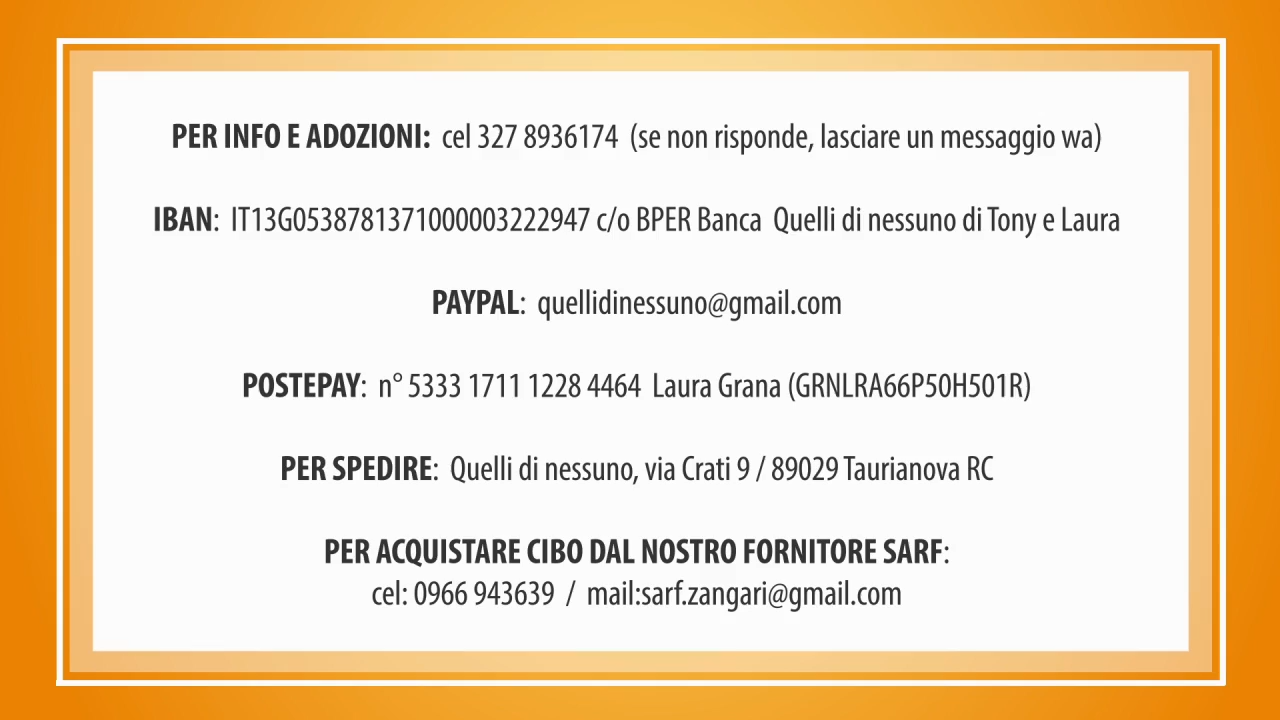 PER INFO E ADOZIONI: cel 327 8936174 (se non risponde, lasciare un messaggio wa)
IBAN: IT13G0538781371000003222947 c/o BPER Banca Quelli di nessuno di Tony e Laura
PAYPAL: quellidinessuno@gmail.com
POSTEPAY: n° 5333 1711 1228 4464 Laura Grana (GRNLRA66P50H501R)
PER SPEDIRE: Quelli di nessuno, via Crati 9 / 89029 Taurianova RC
PER ACQUISTARE CIBO DAL NOSTRO FORNITORE SARF:
cel: 0966 943639 / mail:sarf.zangari@gmail.com